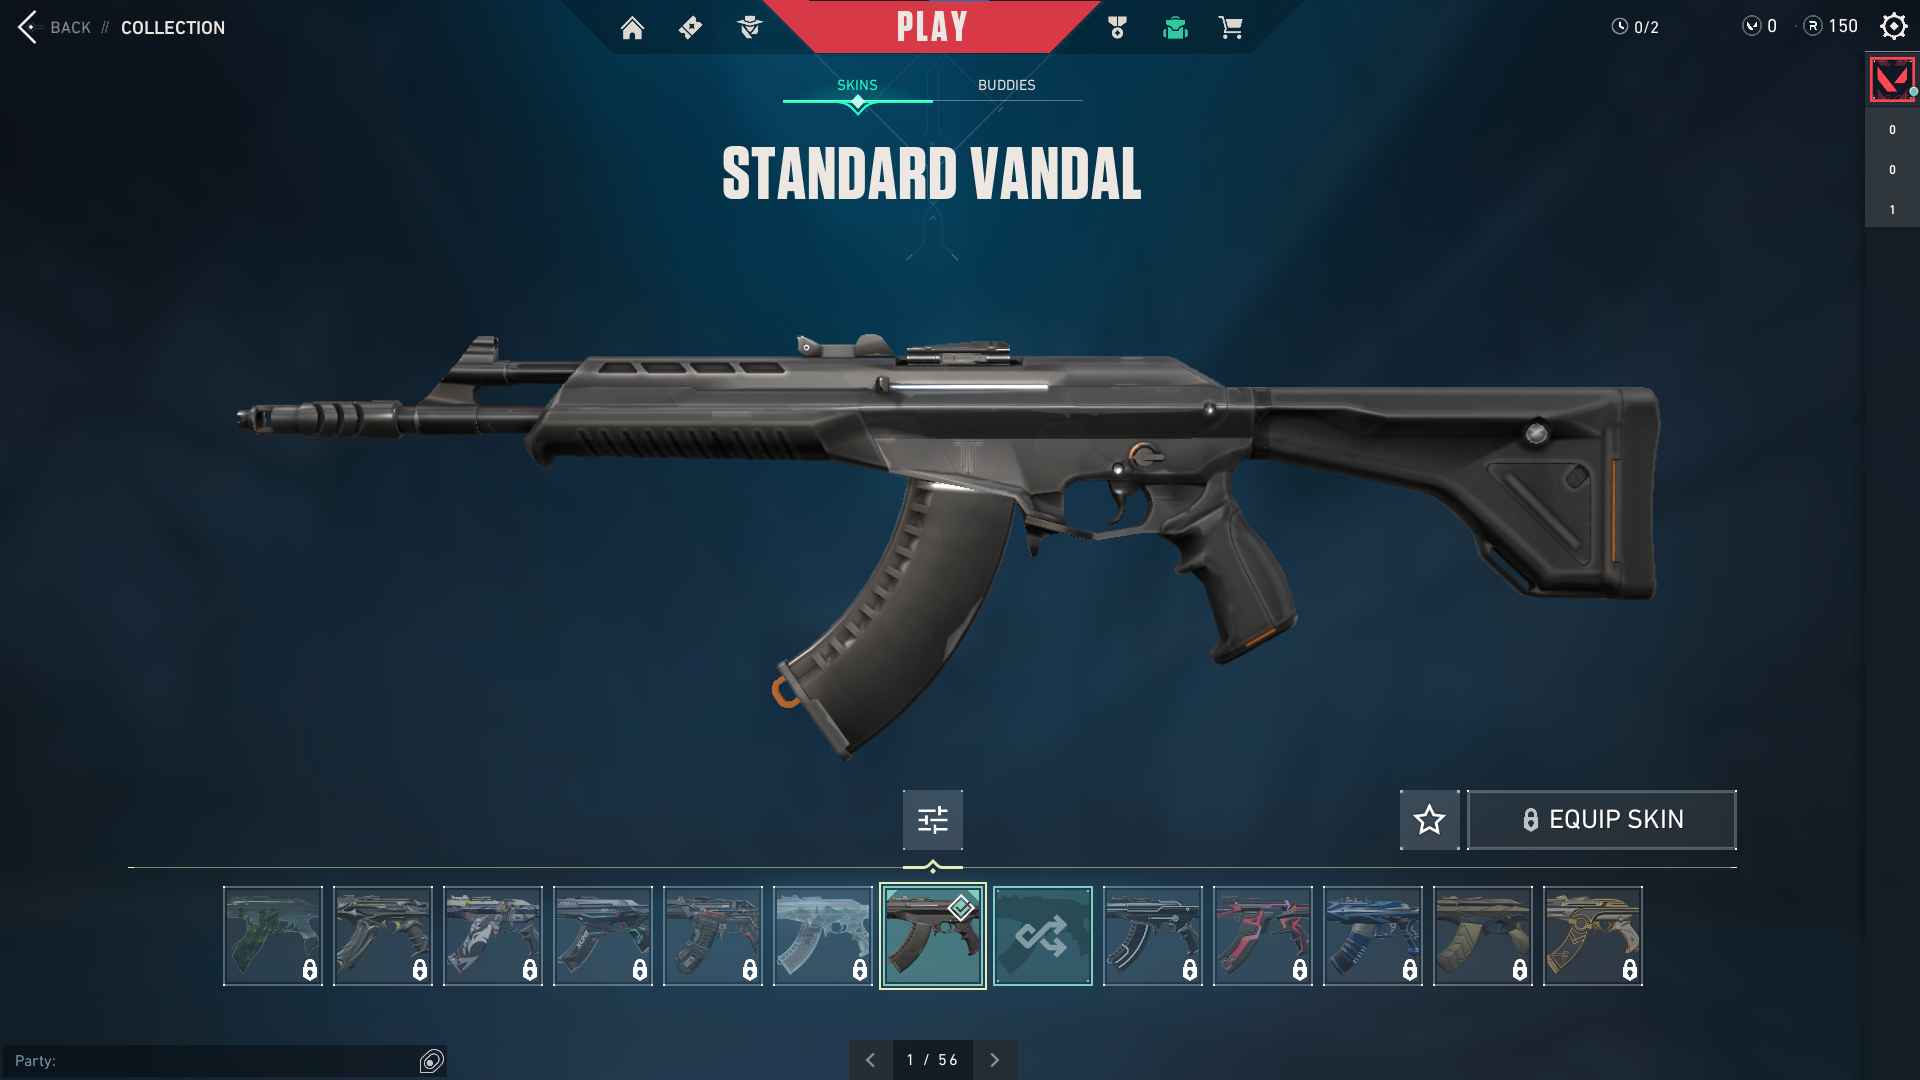 BACK // COLLECTION
PLAY
0/2
0
150
SKINS
BUDDIES
STANDARD VANDAL
0
0
1
EQUIP SKIN
Party:
1 / 56